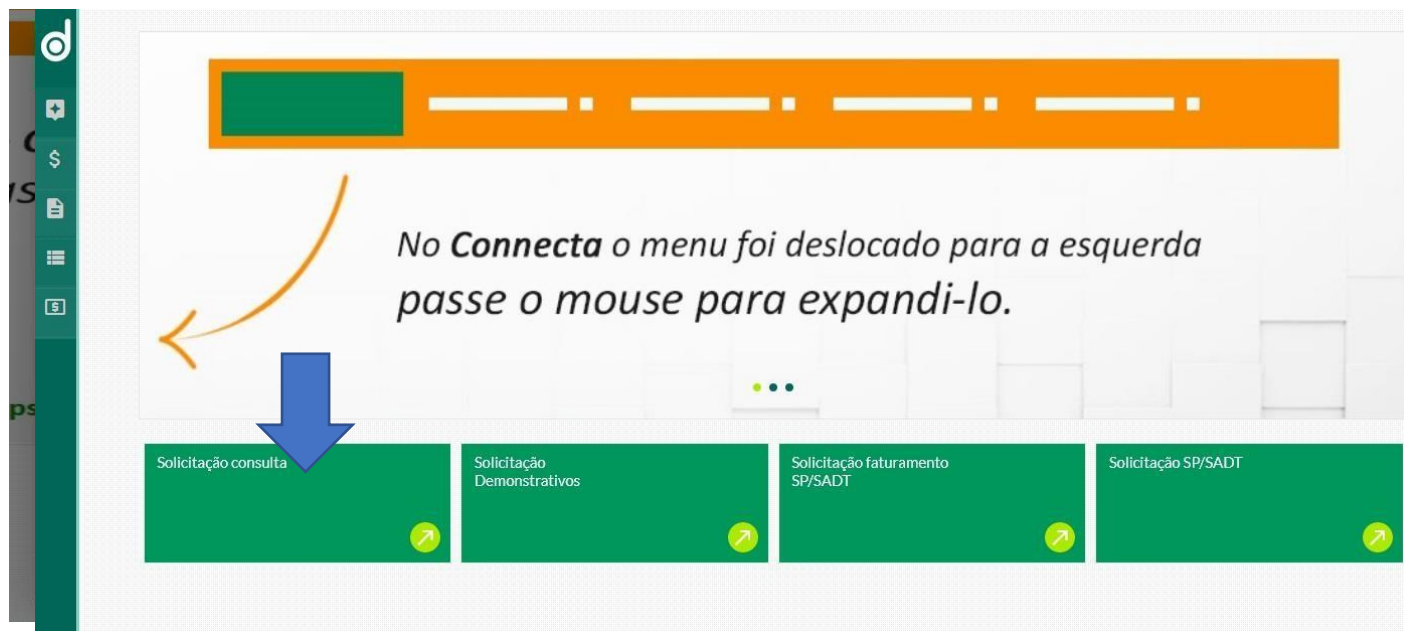 No Connecta o menu foi deslocado para a esquerda
passe o mouse para expandi-lo.
Solicitação consulta
Solicitação
Demonstrativos
Solicitação faturamento
SP/SADT
Solicitação SP/SADT
ps